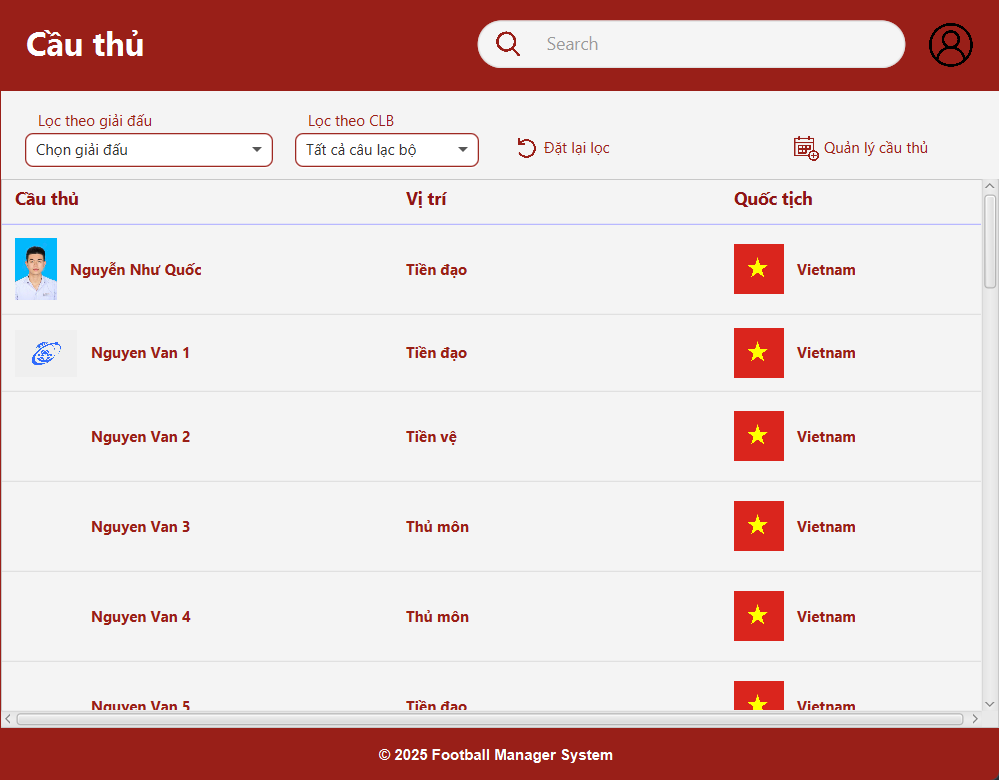 Cầu thủ
Search
Lọc theo giải đấu
Lọc theo CLB
Chọn giải đấu
Tất cả câu lạc bộ
Đặt lại lọc
Quản lý cầu thủ
Cầu thủ Vị trí Quốc tịch
Nguyễn Như Quốc Tiền đạo Vietnam
Nguyen Van 1 Tiền đạo Vietnam
Nguyen Van 2 Tiền vệ Vietnam
Nguyen Van 3 Thủ môn Vietnam
Nguyen Van 4 Thủ môn Vietnam
Nguyen Van 5 Tiền đạo Vietnam
© 2025 Football Manager System